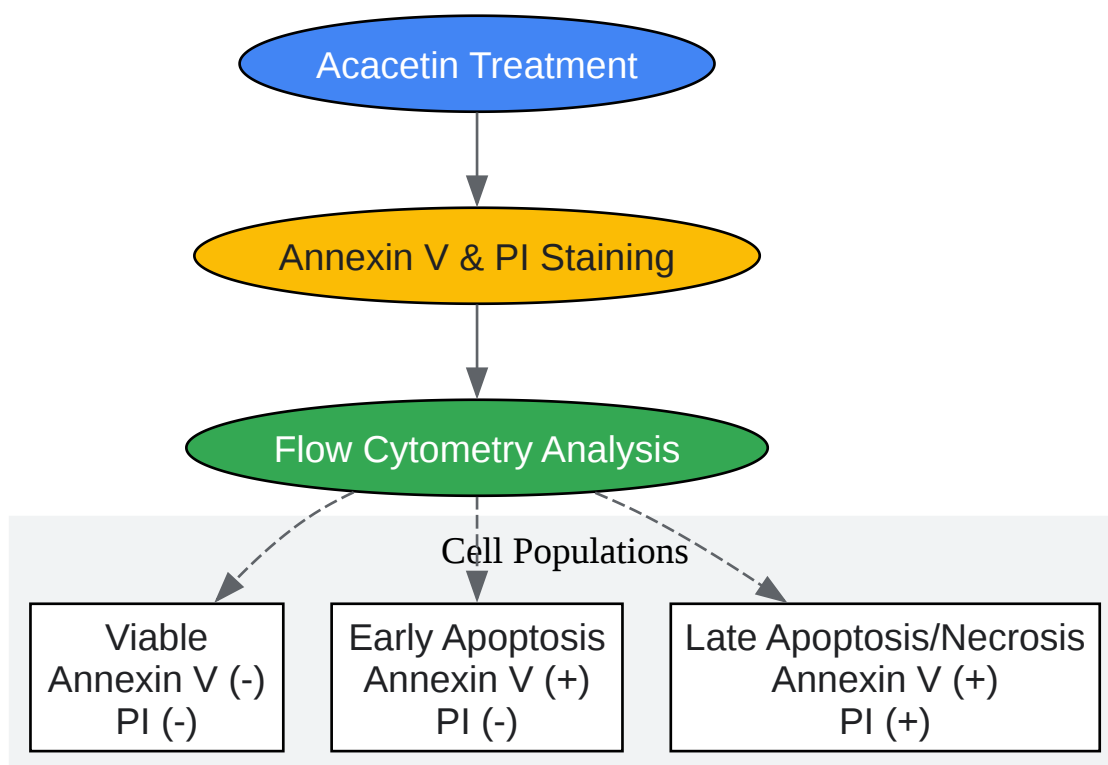 Acacetin Treatment
Annexin V & PI Staining
Flow Cytometry Analysis
Cell Populations
Viable
Annexin V (-)
PI (-)
Early Apoptosis
Annexin V (+)
PI (-)
Late Apoptosis/Necrosis
Annexin V (+)
PI (+)